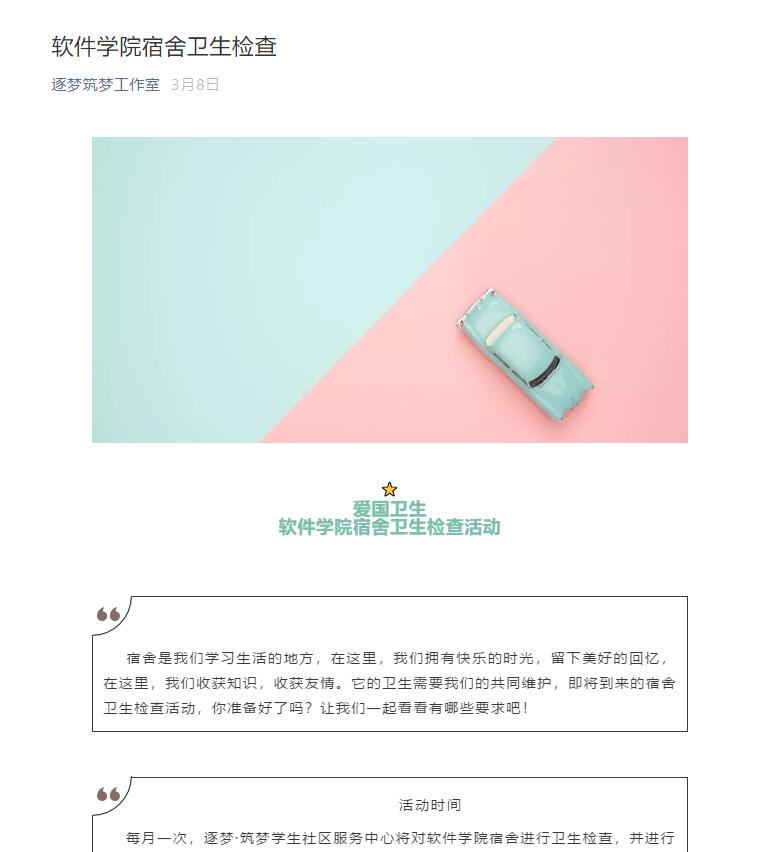 软件学院宿舍卫生检查
逐梦筑梦工作室 3月8日
爱国卫生
软件学院宿舍卫生检查活动
宿舍是我们学习生活的地方，在这里，我们拥有快乐的时光，留下美好的回忆，
在这里，我们收获知识，收获友情。它的卫生需要我们的共同维护，即将到来的宿舍
卫生检查活动，你准备好了吗？让我们一起看看有哪些要求吧！
活动时间
每月一次，逐梦·筑梦学生社区服务中心将对软件学院宿舍进行卫生检查，并进行